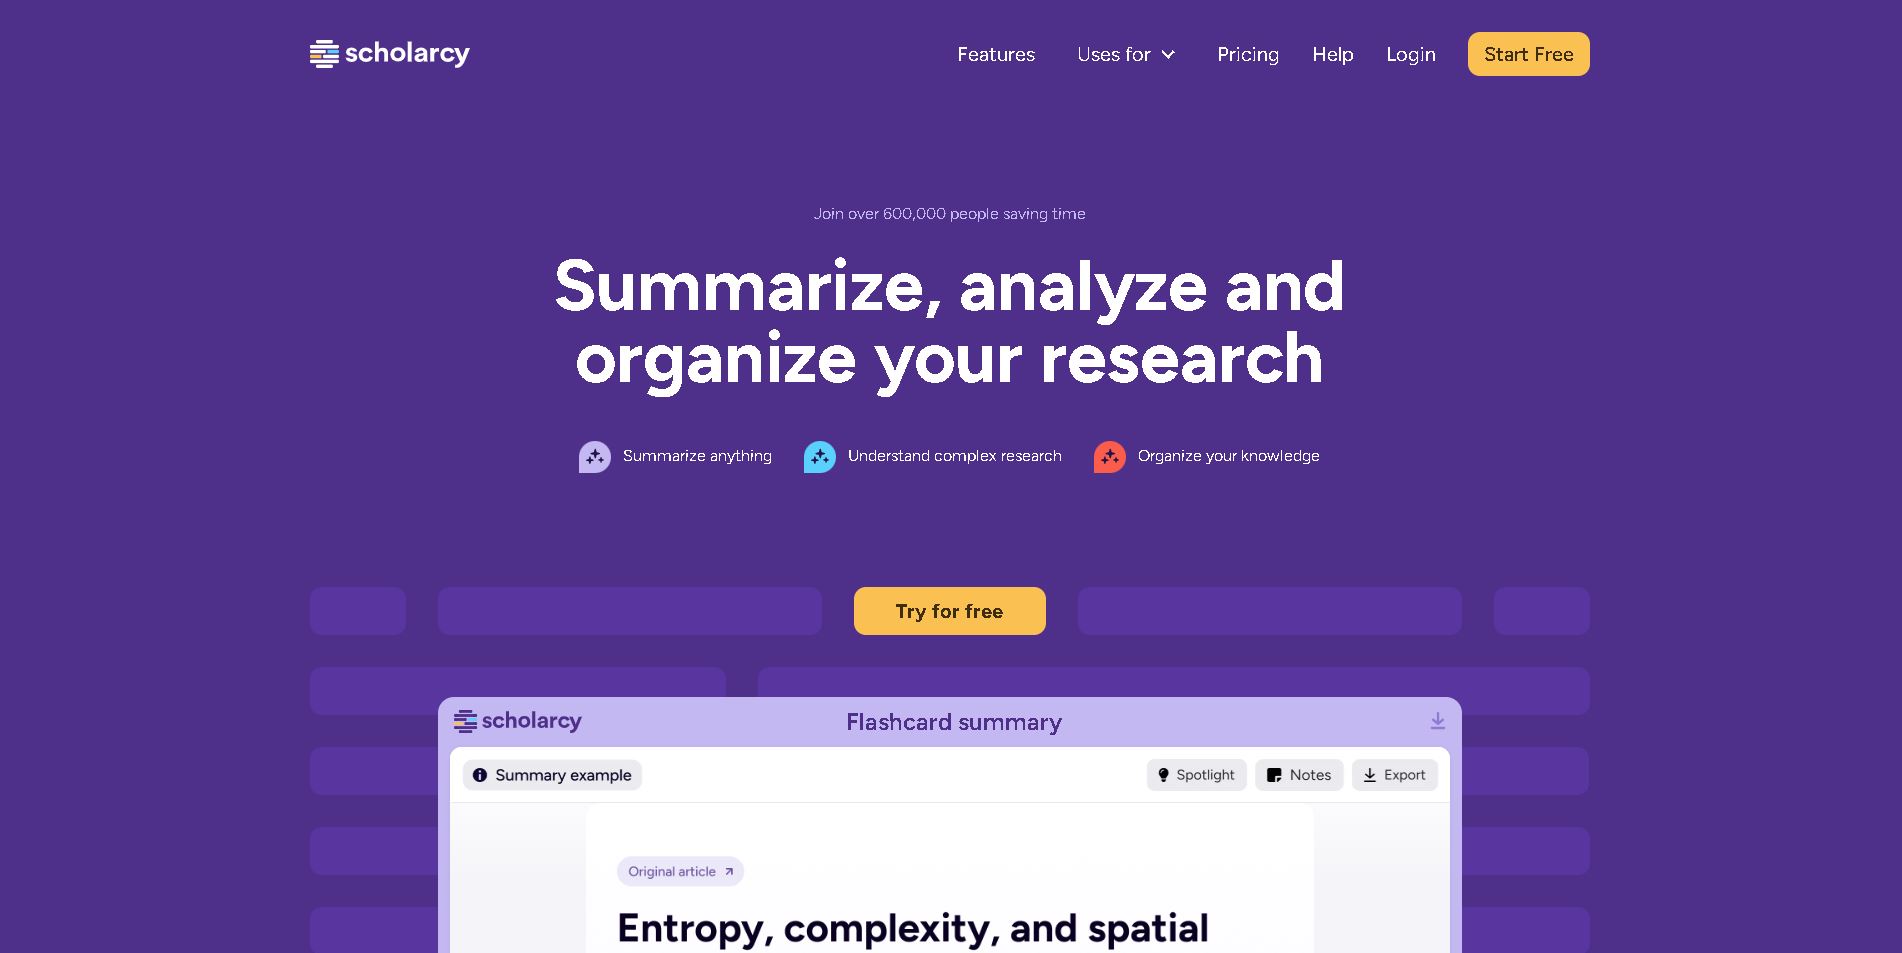 scholarcy
Features Uses for Pricing Help Login Start Free
Join over 600,000 people saving time
Summarize, analyze and
organize your research
Summarize anything Understand complex research Organize your knowledge
Try for free
scholarcy Flashcard summary
Summary example Spotlight Notes Export
Original article
Entropy, complexity, and spatial